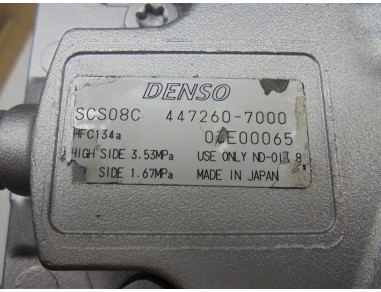 DENSO
SCS08C 447260-7000
HFC134a
HIGH SIDE 3.53MPa USE ONLY ND-OIL 8
SIDE 1.67MPa MADE IN JAPAN